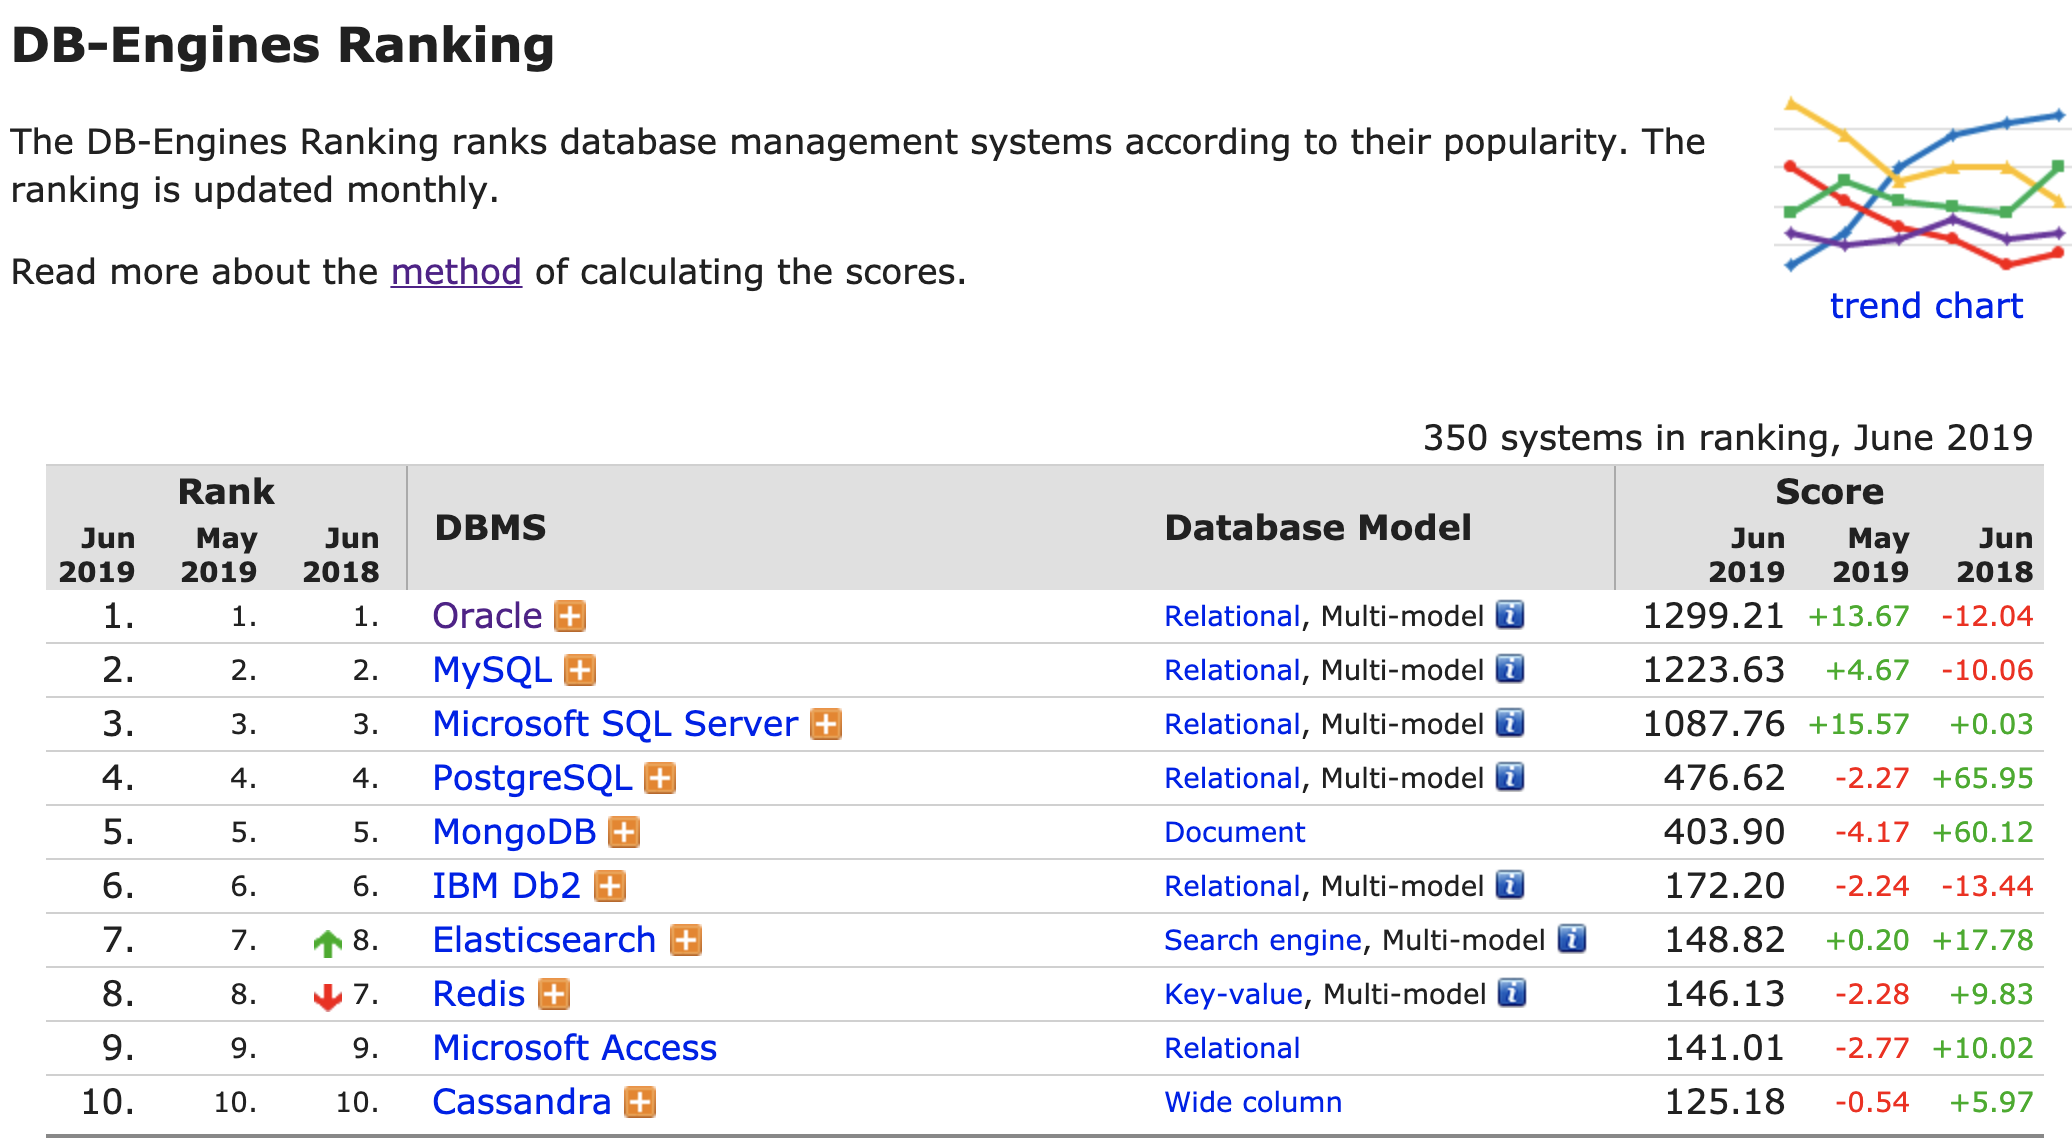 DB-Engines Ranking
The DB-Engines Ranking ranks database management systems according to their popularity. The
ranking is updated monthly.
Read more about the method of calculating the scores.
trend chart
350 systems in ranking, June 2019
Rank DBMS Database Model Score
Jun 2019 May 2019 Jun 2018 Jun 2019 May 2019 Jun 2018
1. 1. 1. Oracle Relational, Multi-model i 1299.21 +13.67 -12.04
2. 2. 2. MySQL Relational, Multi-model i 1223.63 +4.67 -10.06
3. 3. 3. Microsoft SQL Server Relational, Multi-model i 1087.76 +15.57 +0.03
4. 4. 4. PostgreSQL Relational, Multi-model i 476.62 -2.27 +65.95
5. 5. 5. MongoDB Document 403.90 -4.17 +60.12
6. 6. 6. IBM Db2 Relational, Multi-model i 172.20 -2.24 -13.44
7. 7. 8. Elasticsearch Search engine, Multi-model i 148.82 +0.20 +17.78
8. 8. 7. Redis Key-value, Multi-model i 146.13 -2.28 +9.83
9. 9. 9. Microsoft Access Relational 141.01 -2.77 +10.02
10. 10. 10. Cassandra Wide column 125.18 -0.54 +5.97